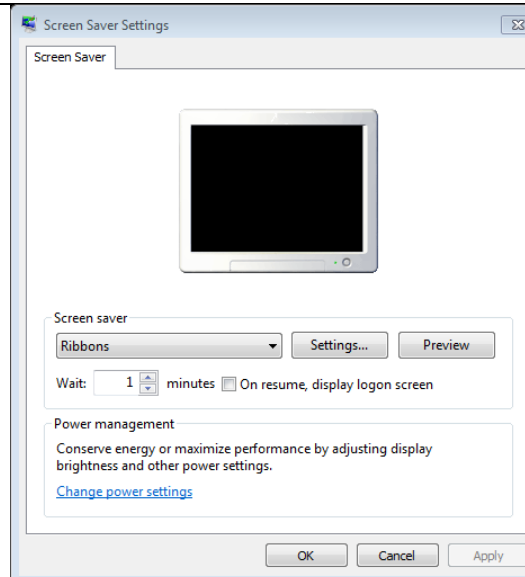 Screen Saver Settings
Screen Saver
Screen saver
Ribbons
Settings...
Preview
Wait: 1 minutes On resume, display logon screen
Power management
Conserve energy or maximize performance by adjusting display
brightness and other power settings.
Change power settings
OK
Cancel
Apply